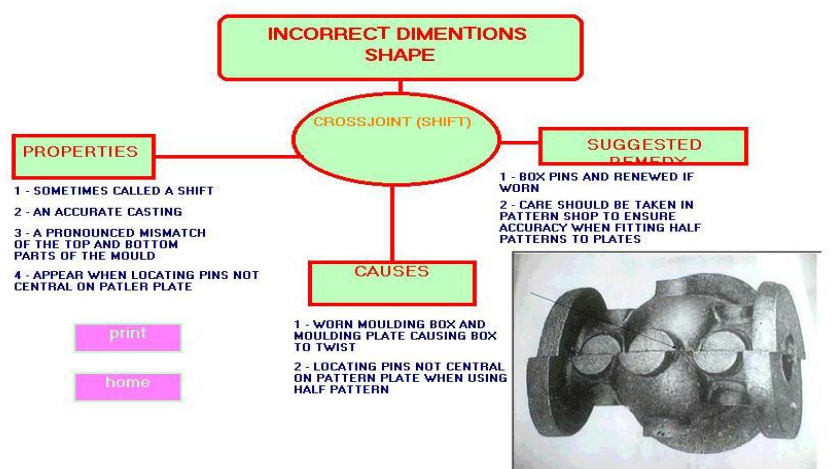 INCORRECT DIMENTIONS
SHAPE
CROSSJOINT (SHIFT)
PROPERTIES
1 - SOMETIMES CALLED A SHIFT
2 - AN ACCURATE CASTING
3 - A PRONOUNCED MISMATCH
OF THE TOP AND BOTTOM
PARTS OF THE MOULD
4 - APPEAR WHEN LOCATING PINS NOT
CENTRAL ON PATLER PLATE
print
home
CAUSES
1 - WORN MOULDING BOX AND
MOULDING PLATE CAUSING BOX
TO TWIST
2 - LOCATING PINS NOT CENTRAL
ON PATTERN PLATE WHEN USING
HALF PATTERN
SUGGESTED
REMEDY
1 - BOX PINS AND RENEWED IF
WORN
2 - CARE SHOULD BE TAKEN IN
PATTERN SHOP TO ENSURE
ACCURACY WHEN FITTING HALF
PATTERNS TO PLATES